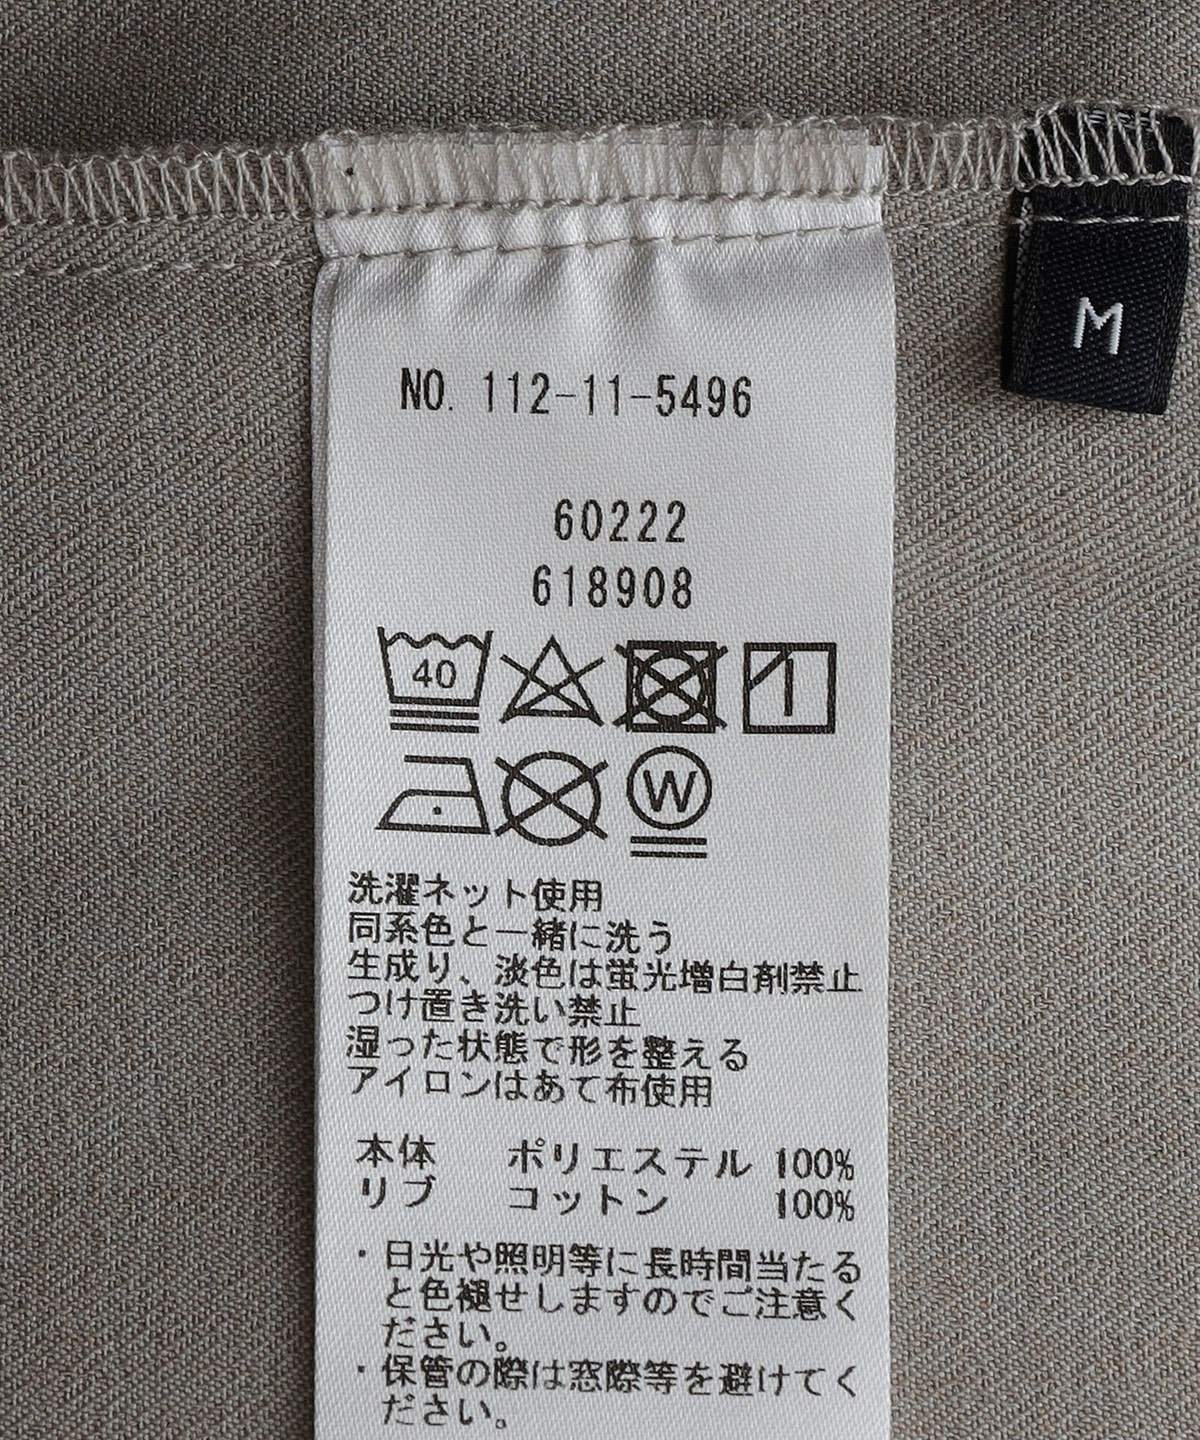 M
NO. 112-11-5496
60222
618908
40
W
洗濯ネット使用
同系色と一緒に洗う
生成り、淡色は蛍光増白剤禁止
つけ置き洗い禁止
湿った状態で形を整える
アイロンはあて布使用
本体 ポリエステル 100%
リブ コットン 100%
・日光や照明等に長時間当たる
と色褪せしますのでご注意く
ださい。
・保管の際は窓際等を避けてく
ださい。